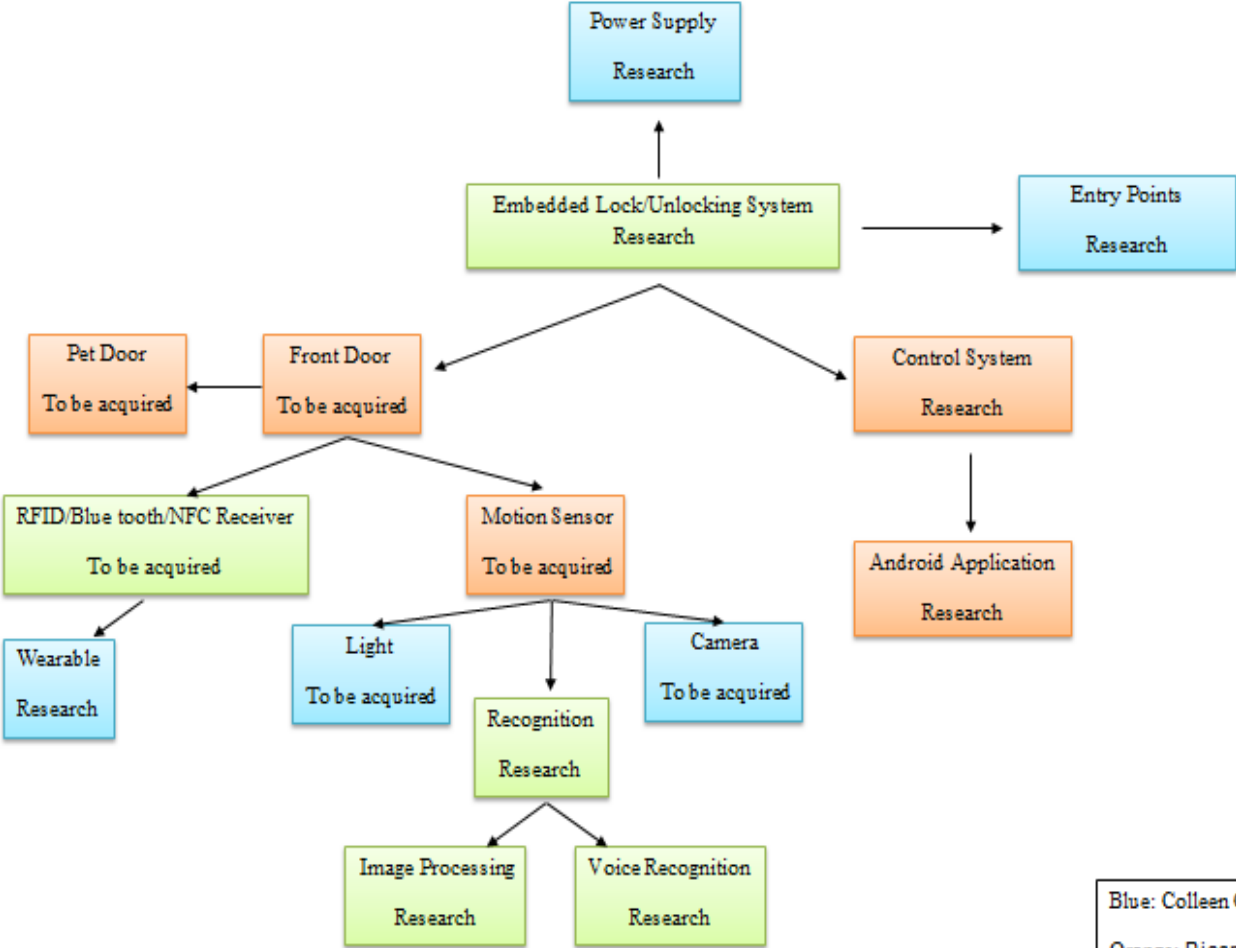 Power Supply
Research
Embedded Lock/Unlocking System
Research
Entry Points
Research
Pet Door
To be acquired
Front Door
To be acquired
Control System
Research
RFID/Blue tooth/NFC Receiver
To be acquired
Motion Sensor
To be acquired
Android Application
Research
Wearable
Research
Light
To be acquired
Camera
To be acquired
Recognition
Research
Image Processing
Research
Voice Recognition
Research
Blue: Colleen